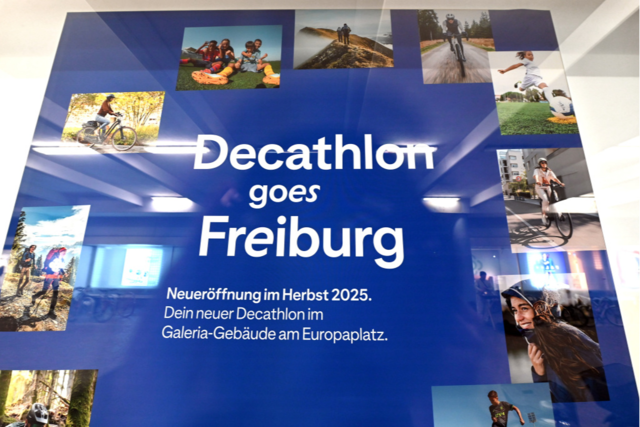 Decathlon
goes
Freiburg
Neueröffnung im Herbst 2025.
Dein neuer Decathlon im
Galeria-Gebäude am Europaplatz.